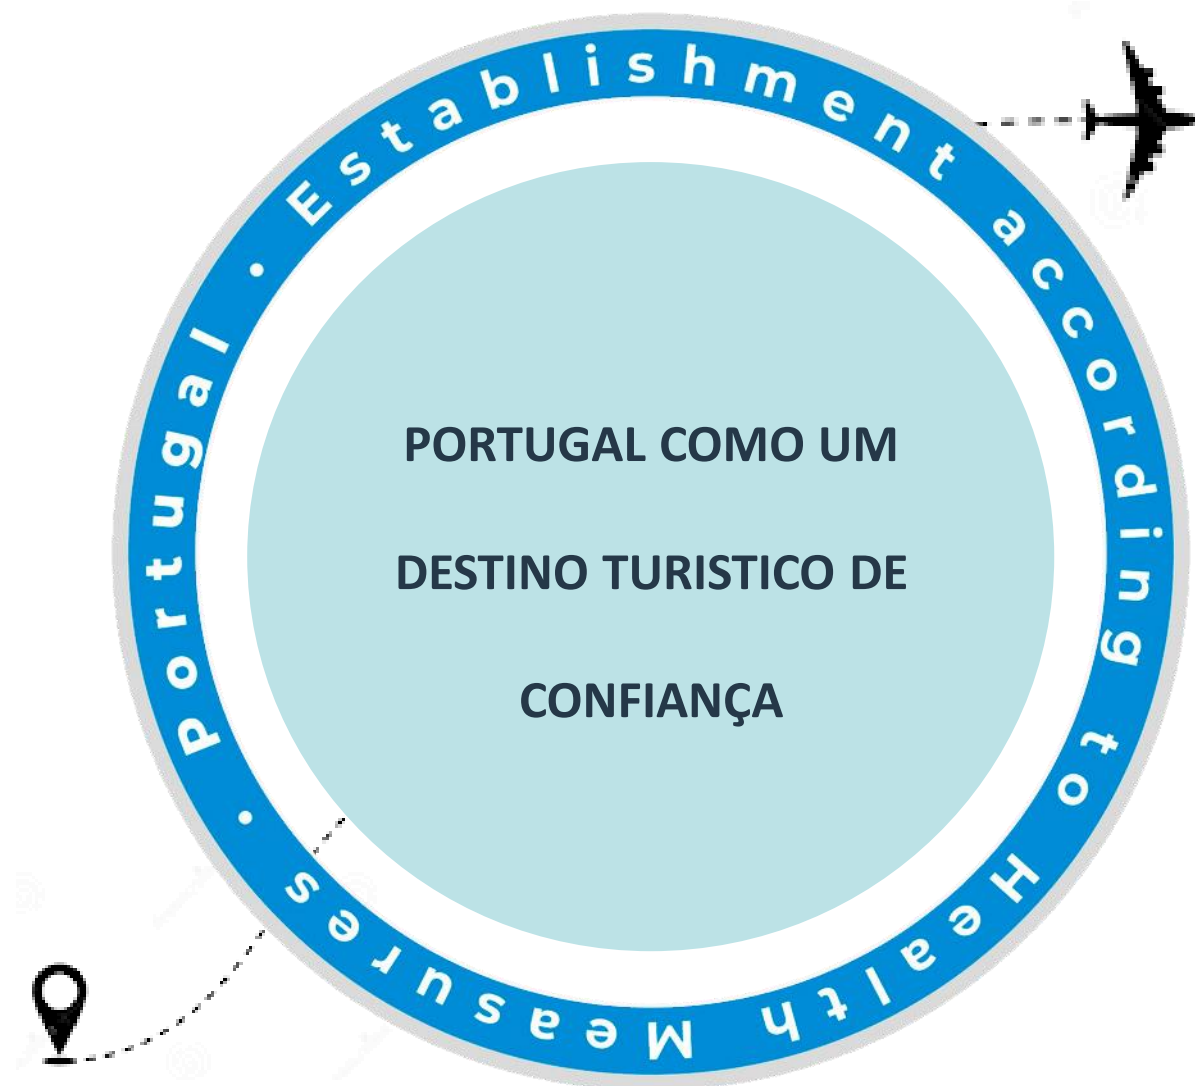 Portugal • Establishment according to Health Measures •
PORTUGAL COMO UM
DESTINO TURISTICO DE
CONFIANÇA